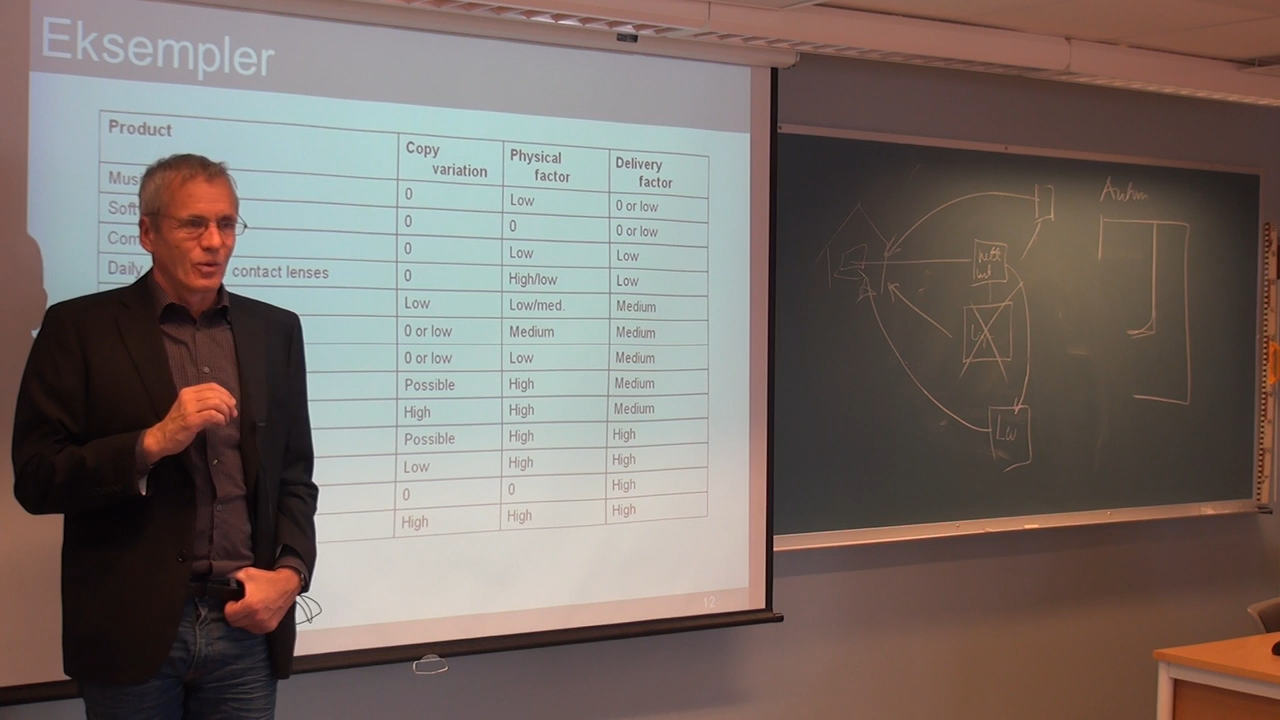 Eksempler
Product
Copy
variation
Physical
factor
Delivery
factor
0
Low
0 or low
0
0
0 or low
0
Low
Low
Daily contact lenses
0
High/low
Low
Low
Low/med.
Medium
0 or low
Medium
Medium
0 or low
Low
Medium
Possible
High
Medium
High
High
Medium
Possible
High
High
Low
High
High
0
0
High
High
High
High
12